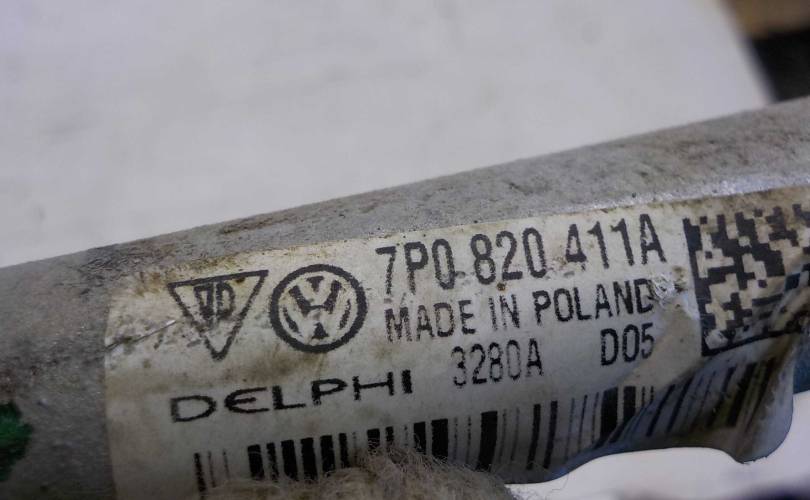 7P0 820 411A
MADE IN POLAND
3280A D05
DELPHI